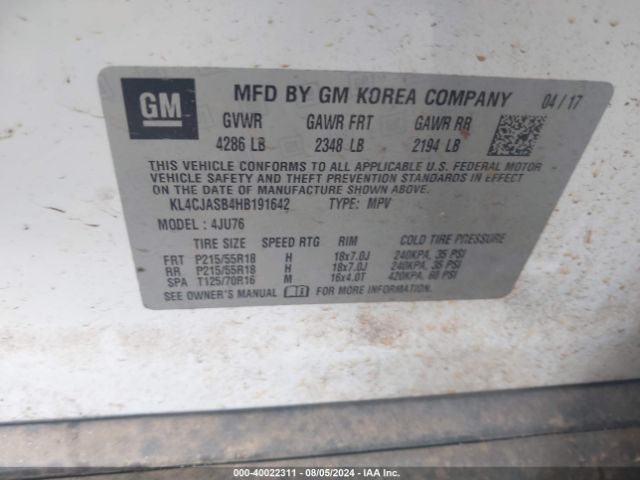 GM
MFD BY GM KOREA COMPANY 04/17
GVWR GAWR FRT GAWR RR
4286 LB 2348 LB 2194 LB
THIS VEHICLE CONFORMS TO ALL APPLICABLE U.S. FEDERAL MOTOR
VEHICLE SAFETY AND THEFT PREVENTION STANDARDS IN EFFECT
ON THE DATE OF MANUFACTURE SHOWN ABOVE.
KL4CJASB4HB191642 TYPE: MPV
MODEL : 4JU76
TIRE SIZE SPEED RTG RIM COLD TIRE PRESSURE
FRT P215/55R18 H 18x7.0J 240KPA, 35 PSI
RR P215/55R18 H 18x7.0J 240KPA, 35 PSI
SPA T125/70R16 M 16x4.0T 420KPA, 60 PSI
SEE OWNER'S MANUAL FOR MORE INFORMATION.
000-40022311 - 08/05/2024 - IAA Inc.